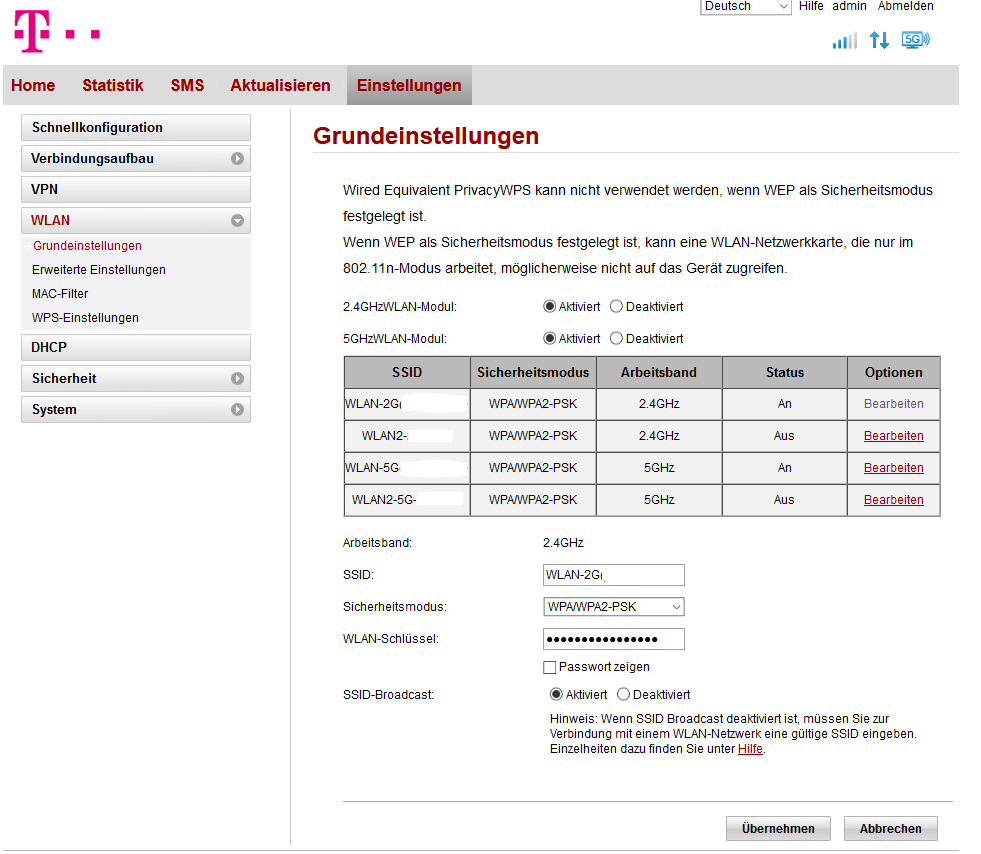 Deutsch Hilfe admin Abmelden
T
5G
Home Statistik SMS Aktualisieren Einstellungen
Schnellkonfiguration
Verbindungsaufbau
VPN
WLAN
Grundeinstellungen
Erweiterte Einstellungen
MAC-Filter
WPS-Einstellungen
DHCP
Sicherheit
System
Grundeinstellungen
Wired Equivalent PrivacyWPS kann nicht verwendet werden, wenn WEP als Sicherheitsmodus
festgelegt ist.
Wenn WEP als Sicherheitsmodus festgelegt ist, kann eine WLAN-Netzwerkkarte, die nur im
802.11n-Modus arbeitet, möglicherweise nicht auf das Gerät zugreifen.
2.4GHzWLAN-Modul: Aktiviert Deaktiviert
5GHzWLAN-Modul: Aktiviert Deaktiviert
SSID Sicherheitsmodus Arbeitsband Status Optionen
WLAN-2G WPA/WPA2-PSK 2.4GHz An Bearbeiten
WLAN2- WPA/WPA2-PSK 2.4GHz Aus Bearbeiten
WLAN-5G WPA/WPA2-PSK 5GHz An Bearbeiten
WLAN2-5G- WPA/WPA2-PSK 5GHz Aus Bearbeiten
Arbeitsband: 2.4GHz
SSID: WLAN-2G
Sicherheitsmodus: WPA/WPA2-PSK
WLAN-Schlüssel: ●●●●●●●●●●●●●●●●
Passwort zeigen
SSID-Broadcast: Aktiviert Deaktiviert
Hinweis: Wenn SSID Broadcast deaktiviert ist, müssen Sie zur
Verbindung mit einem WLAN-Netzwerk eine gültige SSID eingeben.
Einzelheiten dazu finden Sie unter Hilfe.
Übernehmen Abbrechen